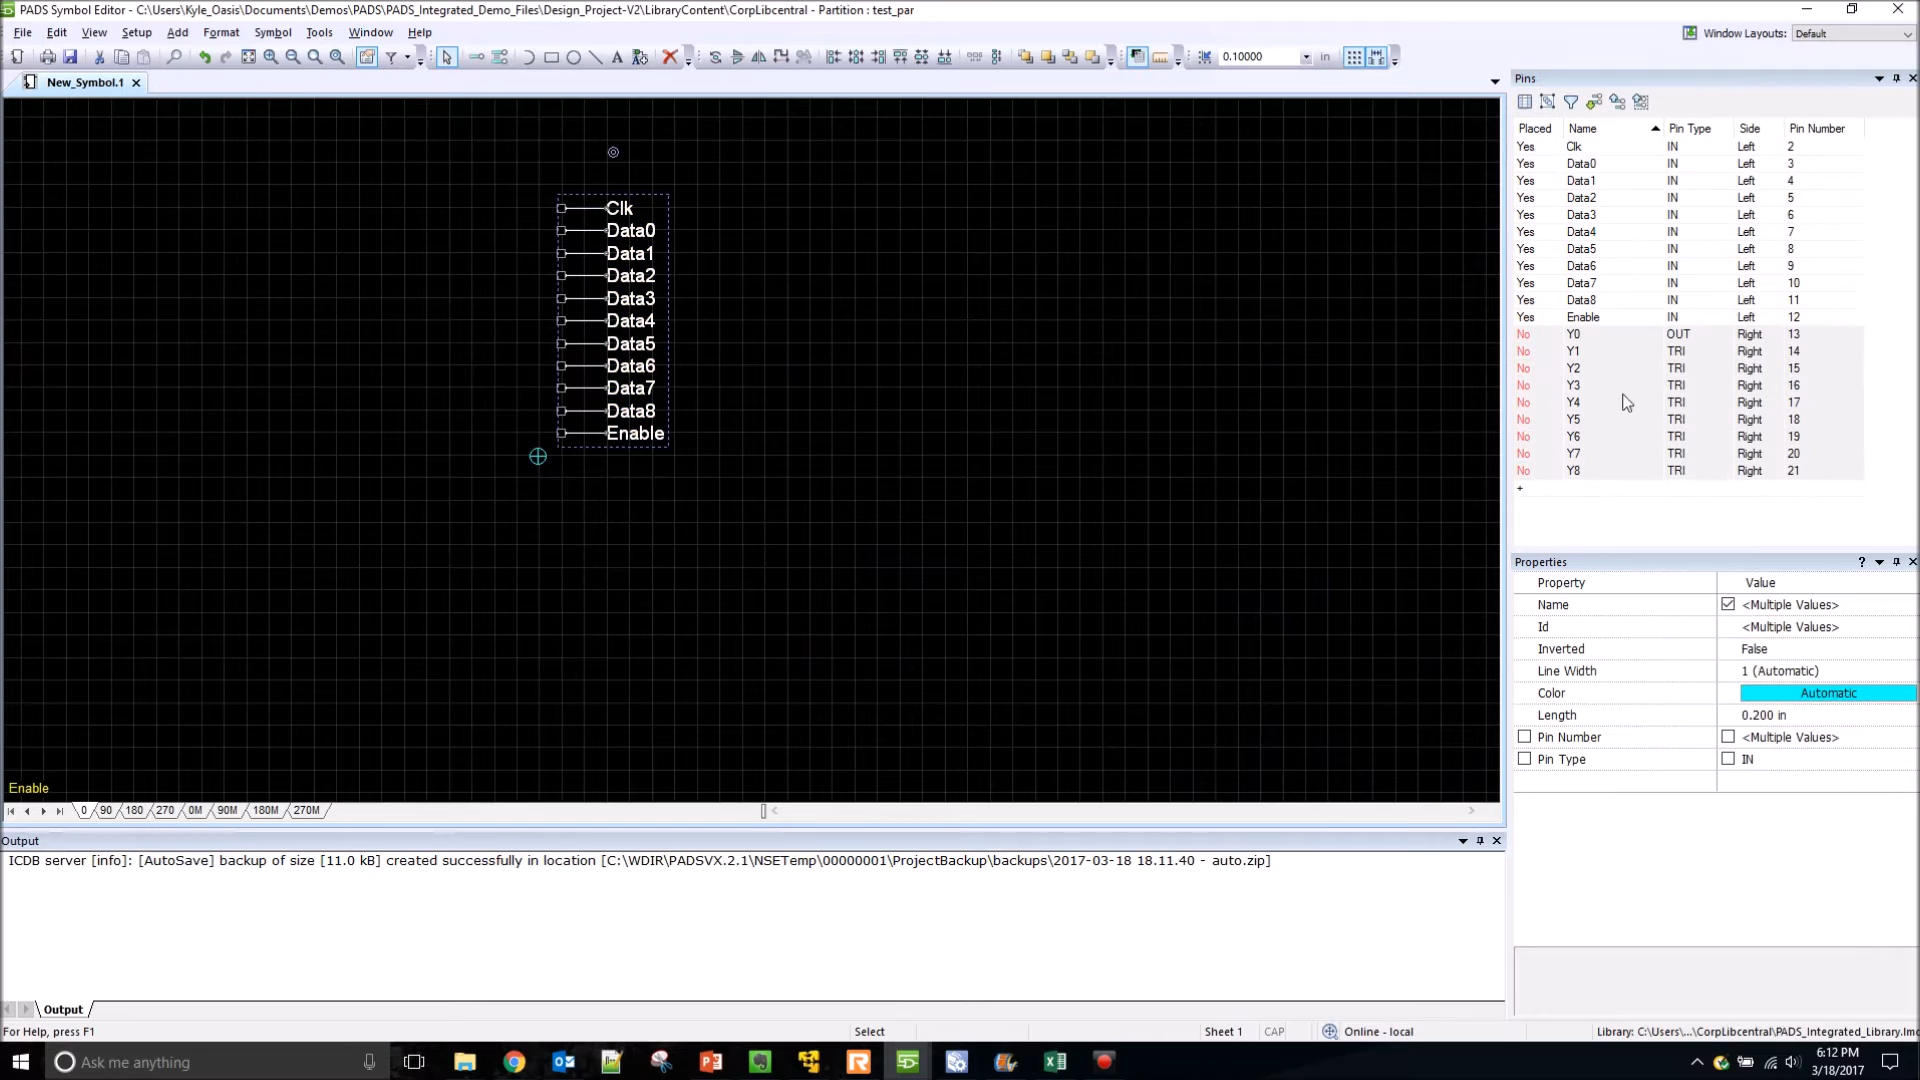 PADS Symbol Editor - C:\Users\Kyle_Oasis\Documents\Demos\PADS\PADS_Integrated_Demo_Files\Design_Project-V2\LibraryContent\CorpLibcentral - Partition : test_par
File Edit View Setup Add Format Symbol Tools Window Help
Window Layouts: Default
0.10000 in
New_Symbol.1
Clk
Data0
Data1
Data2
Data3
Data4
Data5
Data6
Data7
Data8
Enable
Enable
0 90 180 270 0M 90M 180M 270M
Pins
Placed Name Pin Type Side Pin Number
Yes Clk IN Left 2
Yes Data0 IN Left 3
Yes Data1 IN Left 4
Yes Data2 IN Left 5
Yes Data3 IN Left 6
Yes Data4 IN Left 7
Yes Data5 IN Left 8
Yes Data6 IN Left 9
Yes Data7 IN Left 10
Yes Data8 IN Left 11
Yes Enable IN Left 12
No Y0 OUT Right 13
No Y1 TRI Right 14
No Y2 TRI Right 15
No Y3 TRI Right 16
No Y4 TRI Right 17
No Y5 TRI Right 18
No Y6 TRI Right 19
No Y7 TRI Right 20
No Y8 TRI Right 21
+
Properties
Property Value
Name <Multiple Values>
Id <Multiple Values>
Inverted False
Line Width 1 (Automatic)
Color Automatic
Length 0.200 in
Pin Number <Multiple Values>
Pin Type IN
Output
ICDB server [info]: [AutoSave] backup of size [11.0 kB] created successfully in location [C:\WDIR\PADSVX.2.1\NSETemp\00000001\ProjectBackup\backups\2017-03-18 18.11.40 - auto.zip]
Output
For Help, press F1 Select Sheet 1 CAP Online - local Library: C:\Users\...\CorpLibcentral\PADS_Integrated_Library.lmc
Ask me anything
6:12 PM
3/18/2017